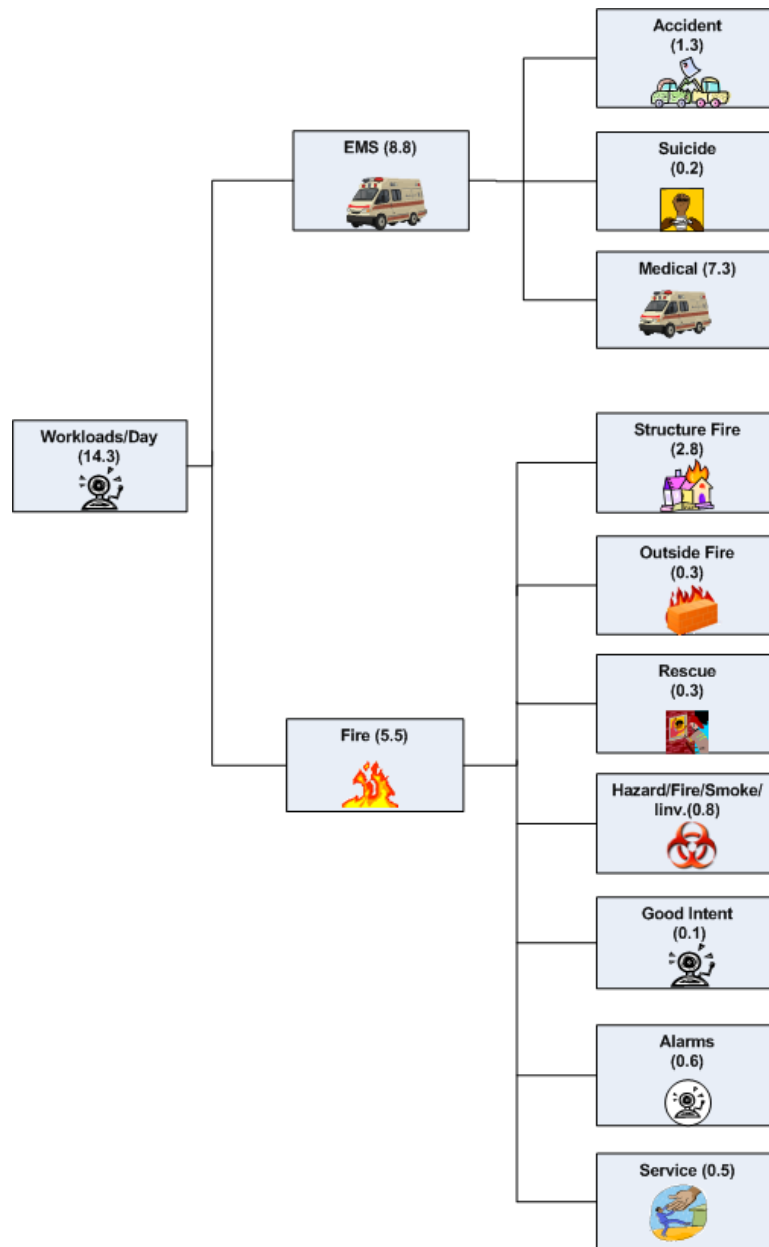 Accident
(1.3)
EMS (8.8)
Suicide
(0.2)
Medical (7.3)
Workloads/Day
(14.3)
Structure Fire
(2.8)
Outside Fire
(0.3)
Rescue
(0.3)
Fire (5.5)
Hazard/Fire/Smoke/
Iinv.(0.8)
Good Intent
(0.1)
Alarms
(0.6)
Service (0.5)